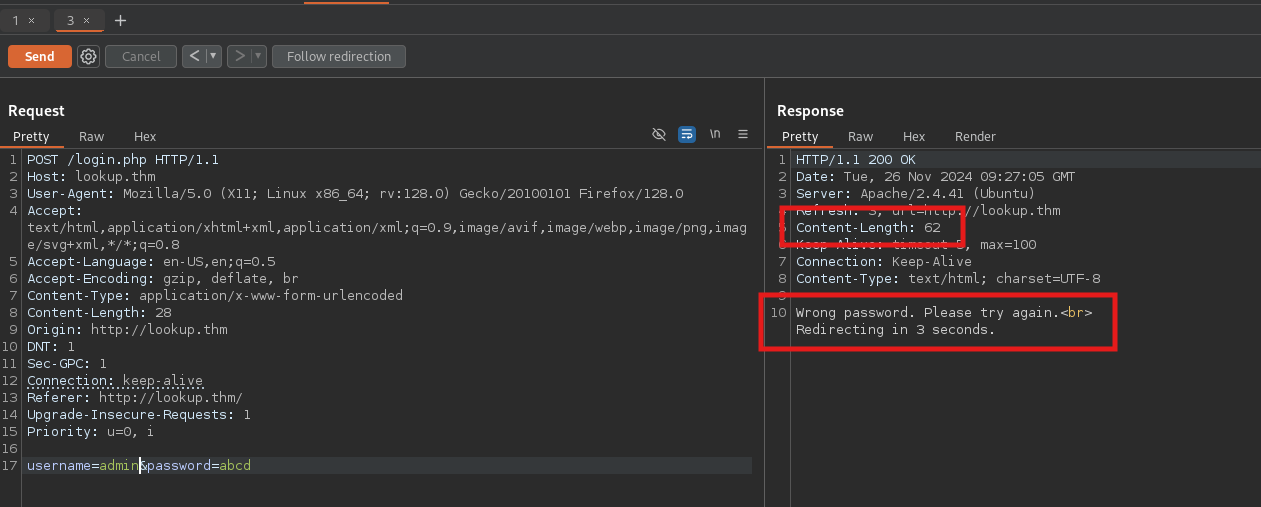 1 × 3 × +
Send Cancel < ▾ > ▾ Follow redirection
Request
Pretty Raw Hex \n
1 POST /login.php HTTP/1.1
2 Host: lookup.thm
3 User-Agent: Mozilla/5.0 (X11; Linux x86_64; rv:128.0) Gecko/20100101 Firefox/128.0
4 Accept:
text/html,application/xhtml+xml,application/xml;q=0.9,image/avif,image/webp,image/png,imag
e/svg+xml,*/*;q=0.8
5 Accept-Language: en-US,en;q=0.5
6 Accept-Encoding: gzip, deflate, br
7 Content-Type: application/x-www-form-urlencoded
8 Content-Length: 28
9 Origin: http://lookup.thm
10 DNT: 1
11 Sec-GPC: 1
12 Connection: keep-alive
13 Referer: http://lookup.thm/
14 Upgrade-Insecure-Requests: 1
15 Priority: u=0, i
16
17 username=admin&password=abcd
Response
Pretty Raw Hex Render
1 HTTP/1.1 200 OK
2 Date: Tue, 26 Nov 2024 09:27:05 GMT
3 Server: Apache/2.4.41 (Ubuntu)
4 Refresh: 3, url=http://lookup.thm
5 Content-Length: 62
6 Keep-Alive: timeout=5, max=100
7 Connection: Keep-Alive
8 Content-Type: text/html; charset=UTF-8
9
10 Wrong password. Please try again.<br>
Redirecting in 3 seconds.